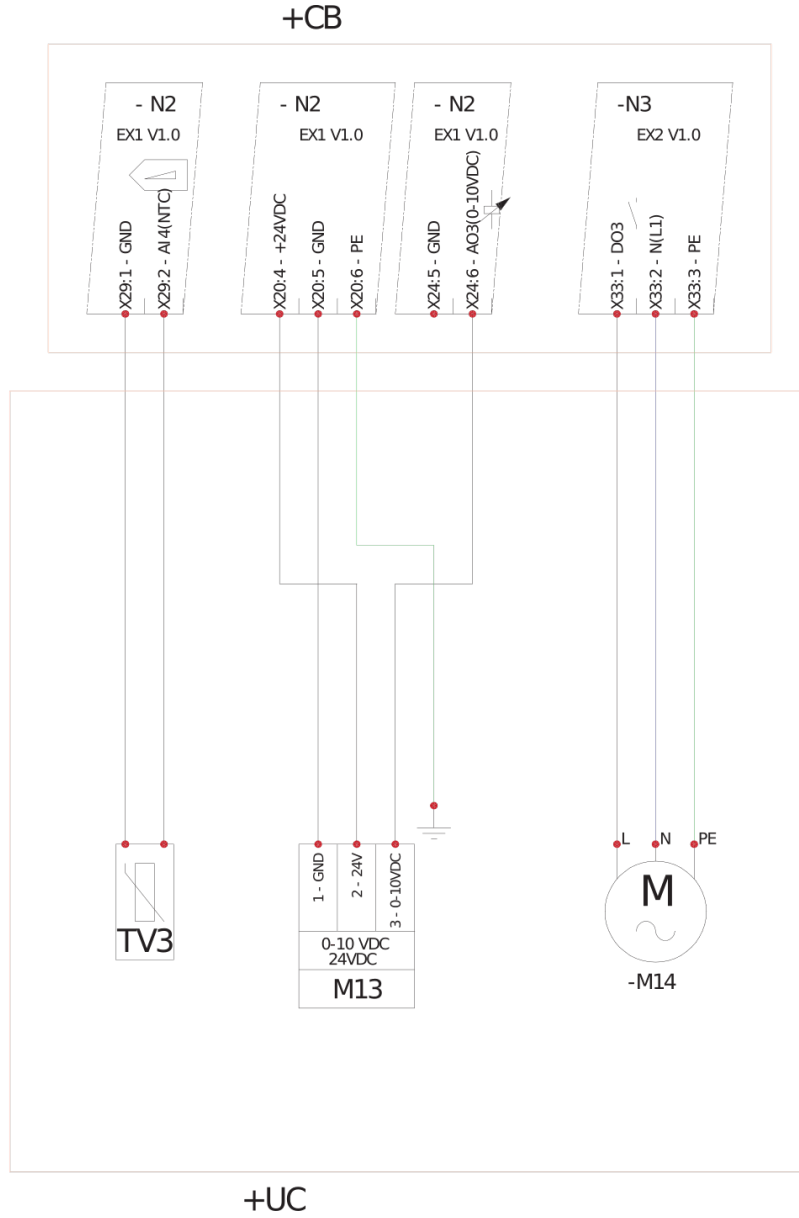 +CB
- N2
EX1 V1.0
X29:1 - GND
X29:2 - AI4(NTC)
- N2
EX1 V1.0
X20:4 - +24VDC
X20:5 - GND
X20:6 - PE
- N2
EX1 V1.0
X24:5 - GND
X24:6 - AO3(0-10VDC)
-N3
EX2 V1.0
X33:1 - DO3
X33:2 - N(L1)
X33:3 - PE
TV3
1 - GND
2 - 24V
3 - 0-10VDC
0-10 VDC
24VDC
M13
L
N
PE
M
-M14
+UC